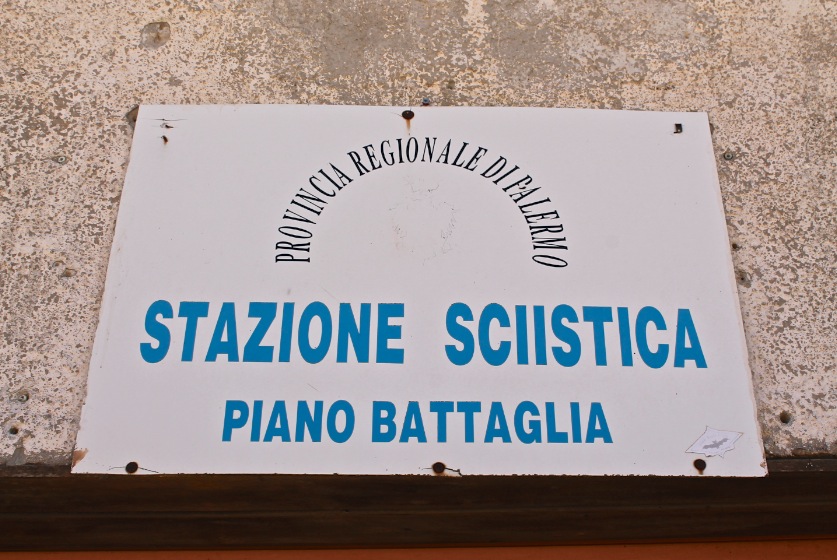 PROVINCIA REGIONALE DI PALERMO
STAZIONE SCIISTICA
PIANO BATTAGLIA